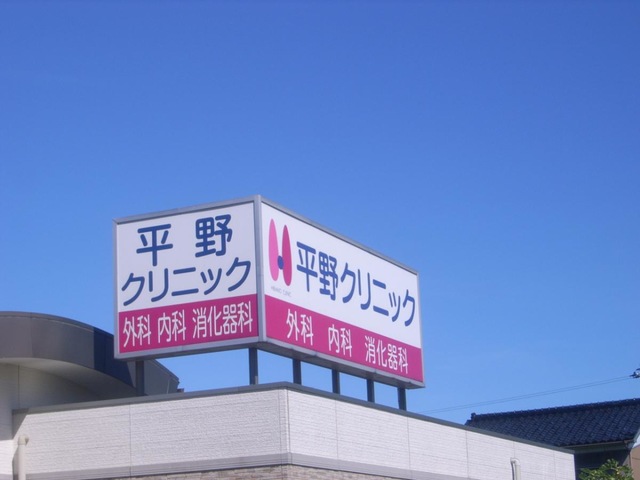 平野
クリニック
外科 内科 消化器科
平野クリニック
外科 内科 消化器科